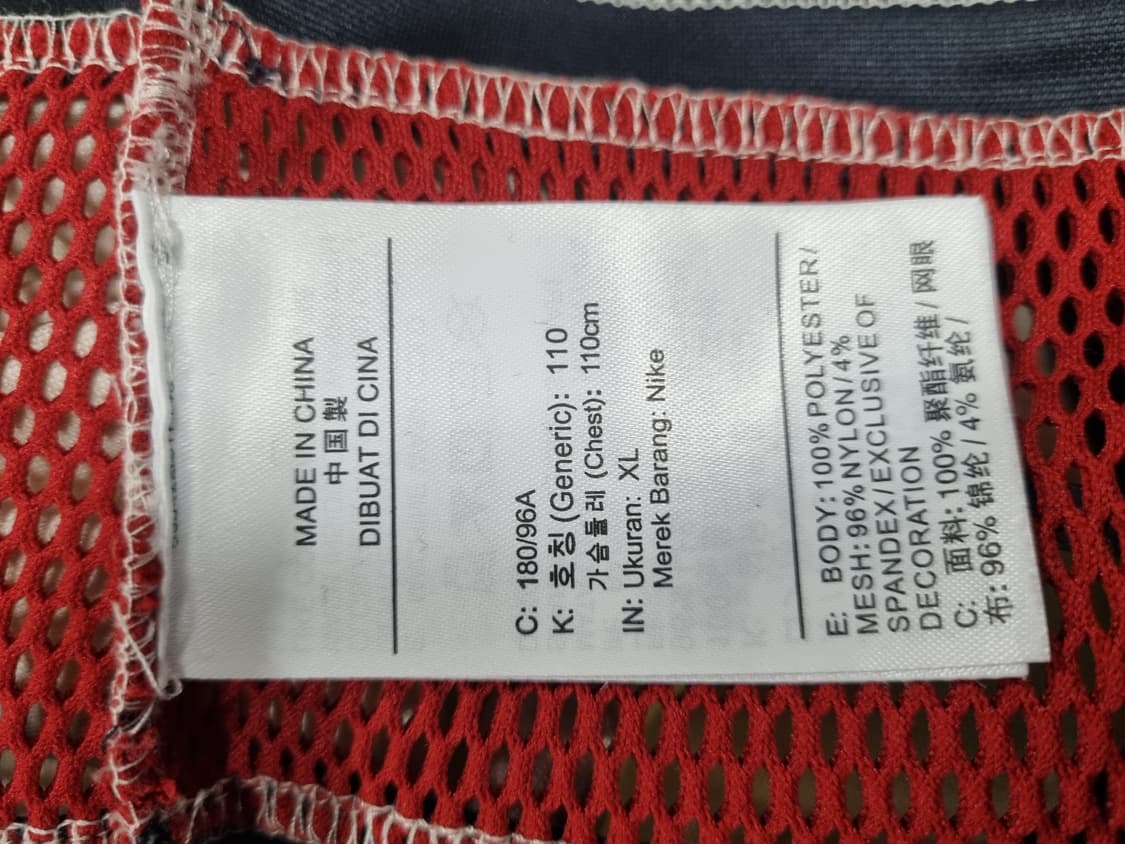 MADE IN CHINA
中国製
DIBUAT DI CINA
C: 180/96A
K: 호칭 (Generic): 110
가슴둘레 (Chest): 110cm
IN: Ukuran: XL
Merek Barang: Nike
E: BODY: 100% POLYESTER/
MESH: 96% NYLON/4%
SPANDEX/EXCLUSIVE OF
DECORATION
C: 面料: 100% 聚酯纤维 / 网眼
布: 96% 锦纶 / 4% 氨纶 /